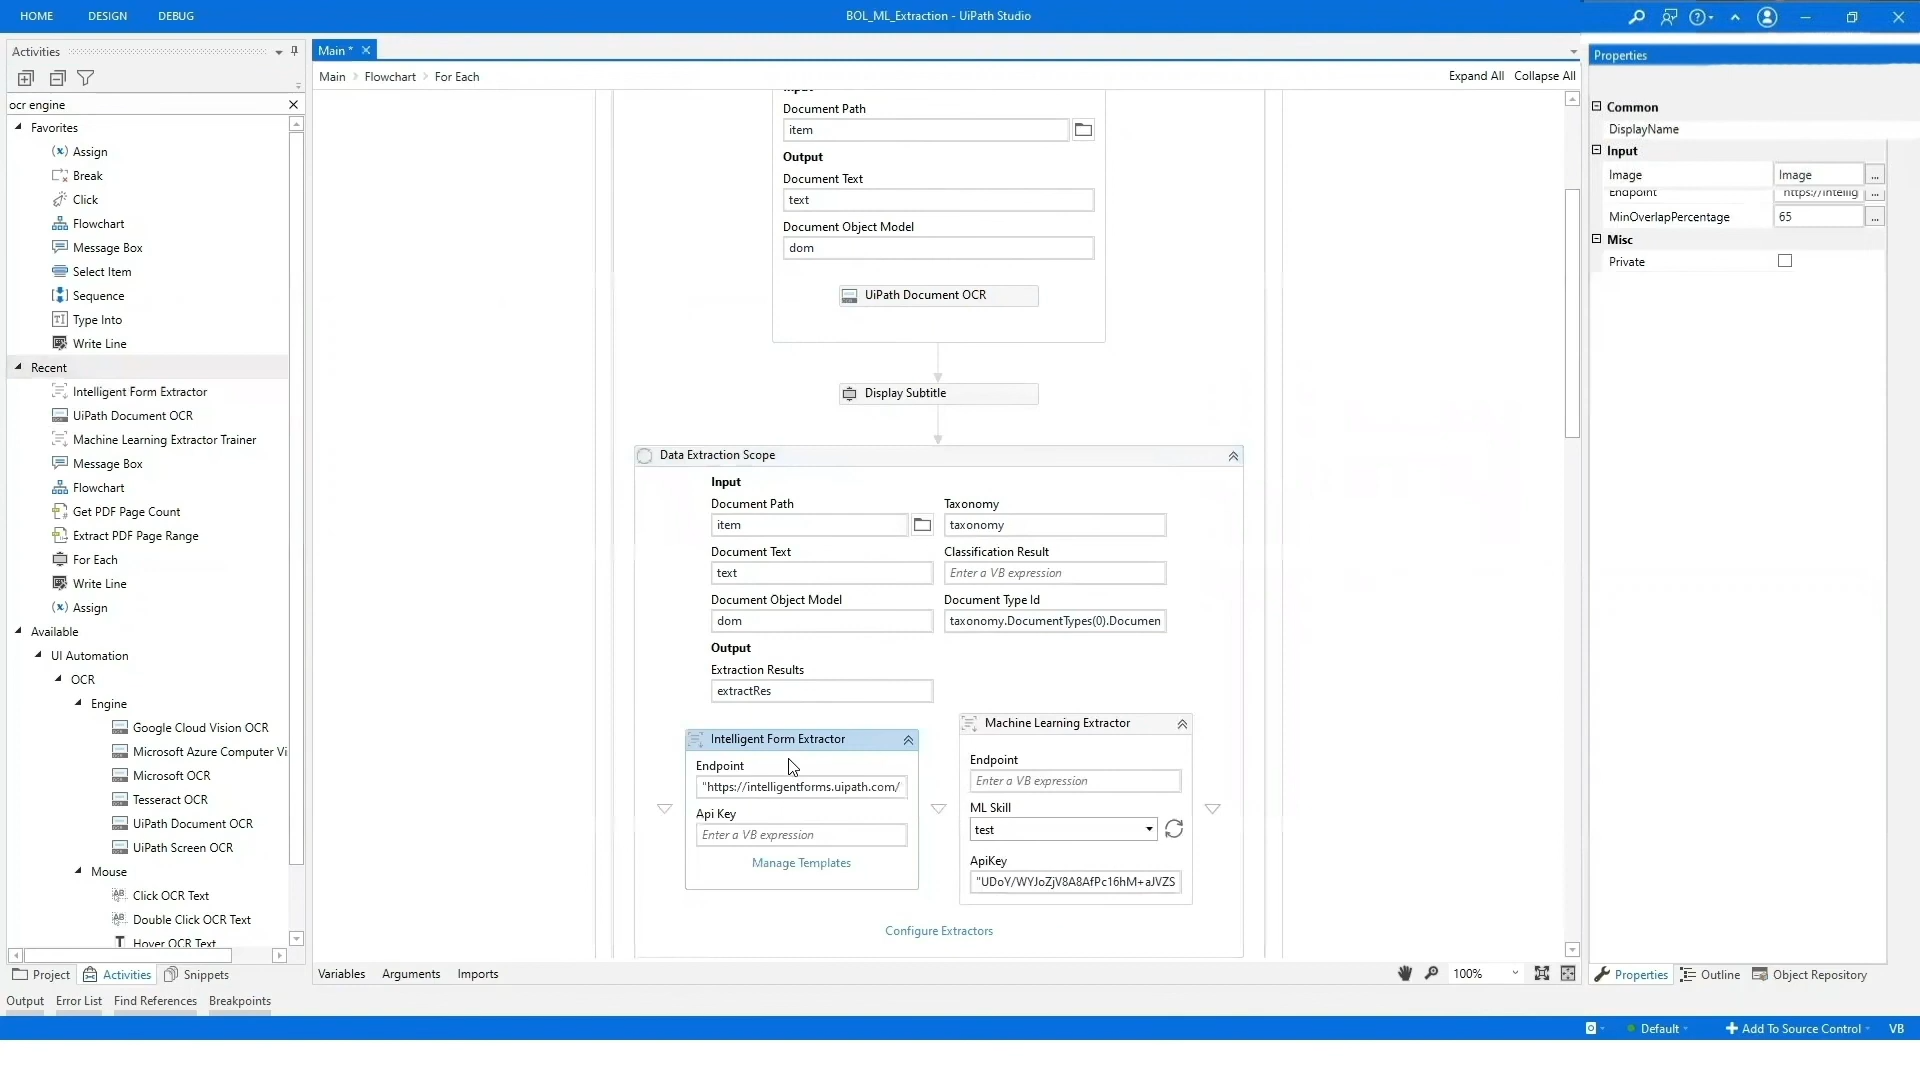 HOME DESIGN DEBUG
BOL_ML_Extraction - UiPath Studio
Activities
ocr engine
Favorites
Assign
Break
Click
Flowchart
Message Box
Select Item
Sequence
Type Into
Write Line
Recent
Intelligent Form Extractor
UiPath Document OCR
Machine Learning Extractor Trainer
Message Box
Flowchart
Get PDF Page Count
Extract PDF Page Range
For Each
Write Line
Assign
Available
UI Automation
OCR
Engine
Google Cloud Vision OCR
Microsoft Azure Computer Vi
Microsoft OCR
Tesseract OCR
UiPath Document OCR
UiPath Screen OCR
Mouse
Click OCR Text
Double Click OCR Text
Hover OCR Text
Project Activities Snippets
Output Error List Find References Breakpoints
Main *
Main > Flowchart > For Each
Expand All Collapse All
Input
Document Path
item
Output
Document Text
text
Document Object Model
dom
UiPath Document OCR
Display Subtitle
Data Extraction Scope
Input
Document Path Taxonomy
item taxonomy
Document Text Classification Result
text Enter a VB expression
Document Object Model Document Type Id
dom taxonomy.DocumentTypes(0).Documen
Output
Extraction Results
extractRes
Intelligent Form Extractor
Endpoint
"https://intelligentforms.uipath.com/
Api Key
Enter a VB expression
Manage Templates
Machine Learning Extractor
Endpoint
Enter a VB expression
ML Skill
test
ApiKey
"UDoY/WYJoZjV8A8AfPc16hM+aJVZS
Configure Extractors
Variables Arguments Imports
100%
Properties
Common
DisplayName
Input
Image Image ...
Endpoint "https://intellig ...
MinOverlapPercentage 65 ...
Misc
Private
Properties Outline Object Repository
Default Add To Source Control VB